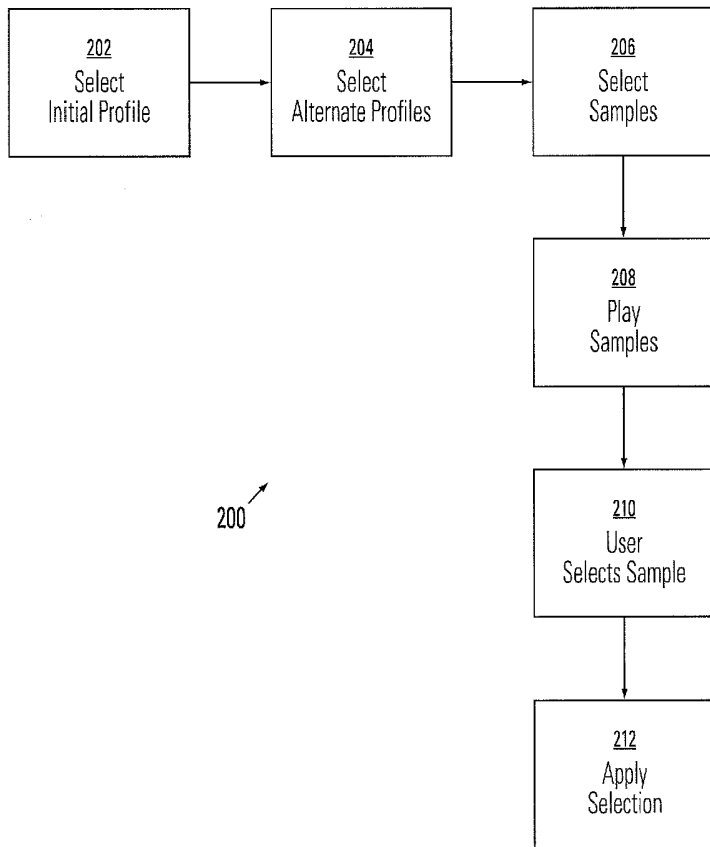 202
Select
Initial Profile
204
Select
Alternate Profiles
206
Select
Samples
208
Play
Samples
200
210
User
Selects Sample
212
Apply
Selection